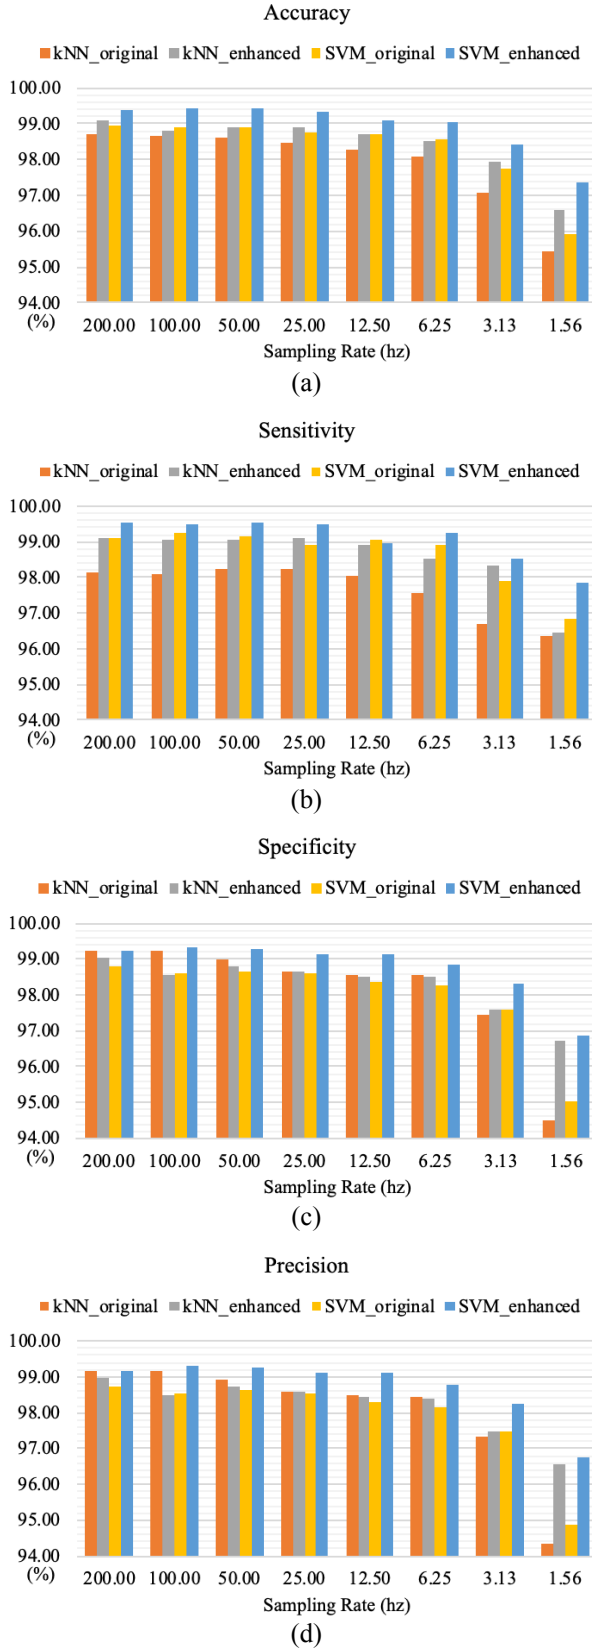 Accuracy
kNN_original kNN_enhanced SVM_original SVM_enhanced
100.00
99.00
98.00
97.00
96.00
95.00
94.00
(%)
200.00 100.00 50.00 25.00 12.50 6.25 3.13 1.56
Sampling Rate (hz)
(a)
Sensitivity
kNN_original kNN_enhanced SVM_original SVM_enhanced
100.00
99.00
98.00
97.00
96.00
95.00
94.00
(%)
200.00 100.00 50.00 25.00 12.50 6.25 3.13 1.56
Sampling Rate (hz)
(b)
Specificity
kNN_original kNN_enhanced SVM_original SVM_enhanced
100.00
99.00
98.00
97.00
96.00
95.00
94.00
(%)
200.00 100.00 50.00 25.00 12.50 6.25 3.13 1.56
Sampling Rate (hz)
(c)
Precision
kNN_original kNN_enhanced SVM_original SVM_enhanced
100.00
99.00
98.00
97.00
96.00
95.00
94.00
(%)
200.00 100.00 50.00 25.00 12.50 6.25 3.13 1.56
Sampling Rate (hz)
(d)